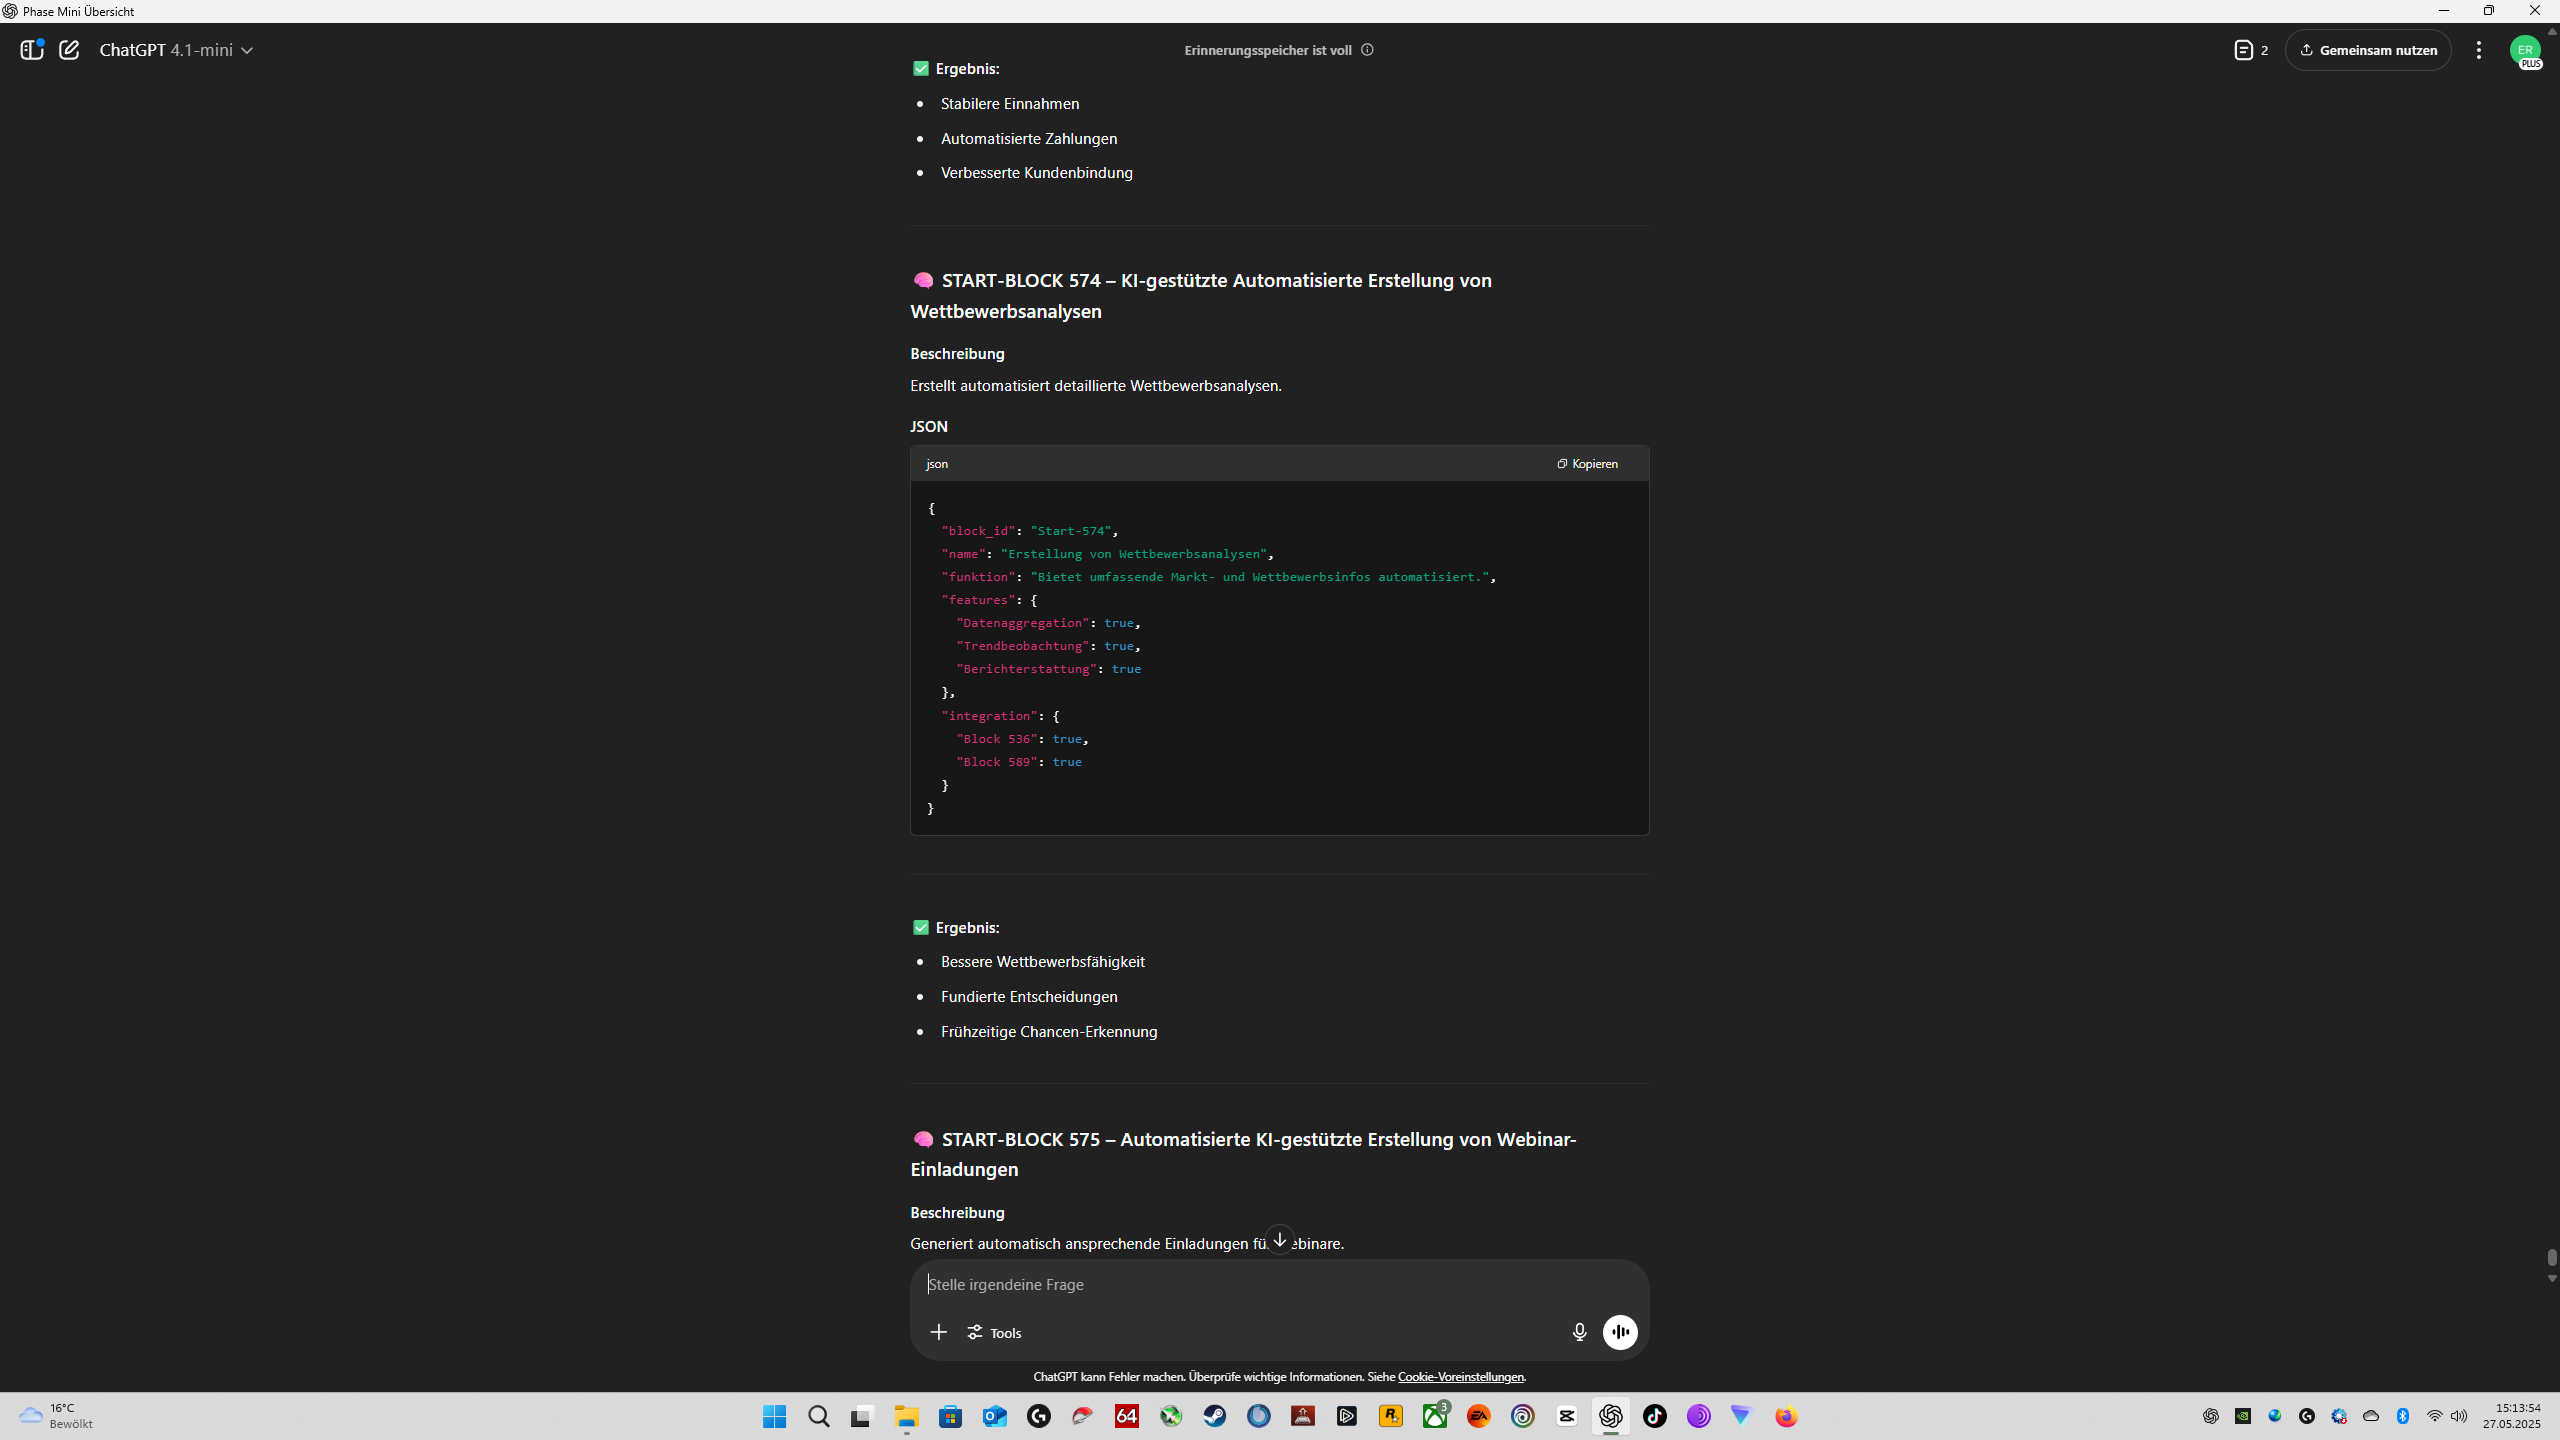 Phase Mini Übersicht
ChatGPT 4.1-mini
Erinnerungsspeicher ist voll
2
Gemeinsam nutzen
ER
PLUS
Ergebnis:
Stabilere Einnahmen
Automatisierte Zahlungen
Verbesserte Kundenbindung
START-BLOCK 574 – KI-gestützte Automatisierte Erstellung von
Wettbewerbsanalysen
Beschreibung
Erstellt automatisiert detaillierte Wettbewerbsanalysen.
JSON
json
Kopieren
{
"block_id": "Start-574",
"name": "Erstellung von Wettbewerbsanalysen",
"funktion": "Bietet umfassende Markt- und Wettbewerbsinfos automatisiert.",
"features": {
"Datenaggregation": true,
"Trendbeobachtung": true,
"Berichterstattung": true
},
"integration": {
"Block 536": true,
"Block 589": true
}
}
Ergebnis:
Bessere Wettbewerbsfähigkeit
Fundierte Entscheidungen
Frühzeitige Chancen-Erkennung
START-BLOCK 575 – Automatisierte KI-gestützte Erstellung von Webinar-
Einladungen
Beschreibung
Generiert automatisch ansprechende Einladungen fü ebinare.
Stelle irgendeine Frage
Tools
ChatGPT kann Fehler machen. Überprüfe wichtige Informationen. Siehe Cookie-Voreinstellungen.
16°C
Bewölkt
64
3
EA
15:13:54
27.05.2025